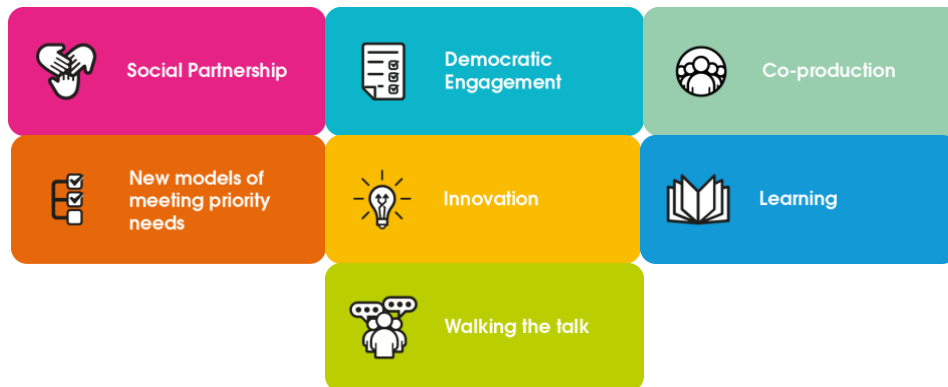 Social Partnership
Democratic
Engagement
Co-production
New models of
meeting priority
needs
Innovation
Learning
Walking the talk